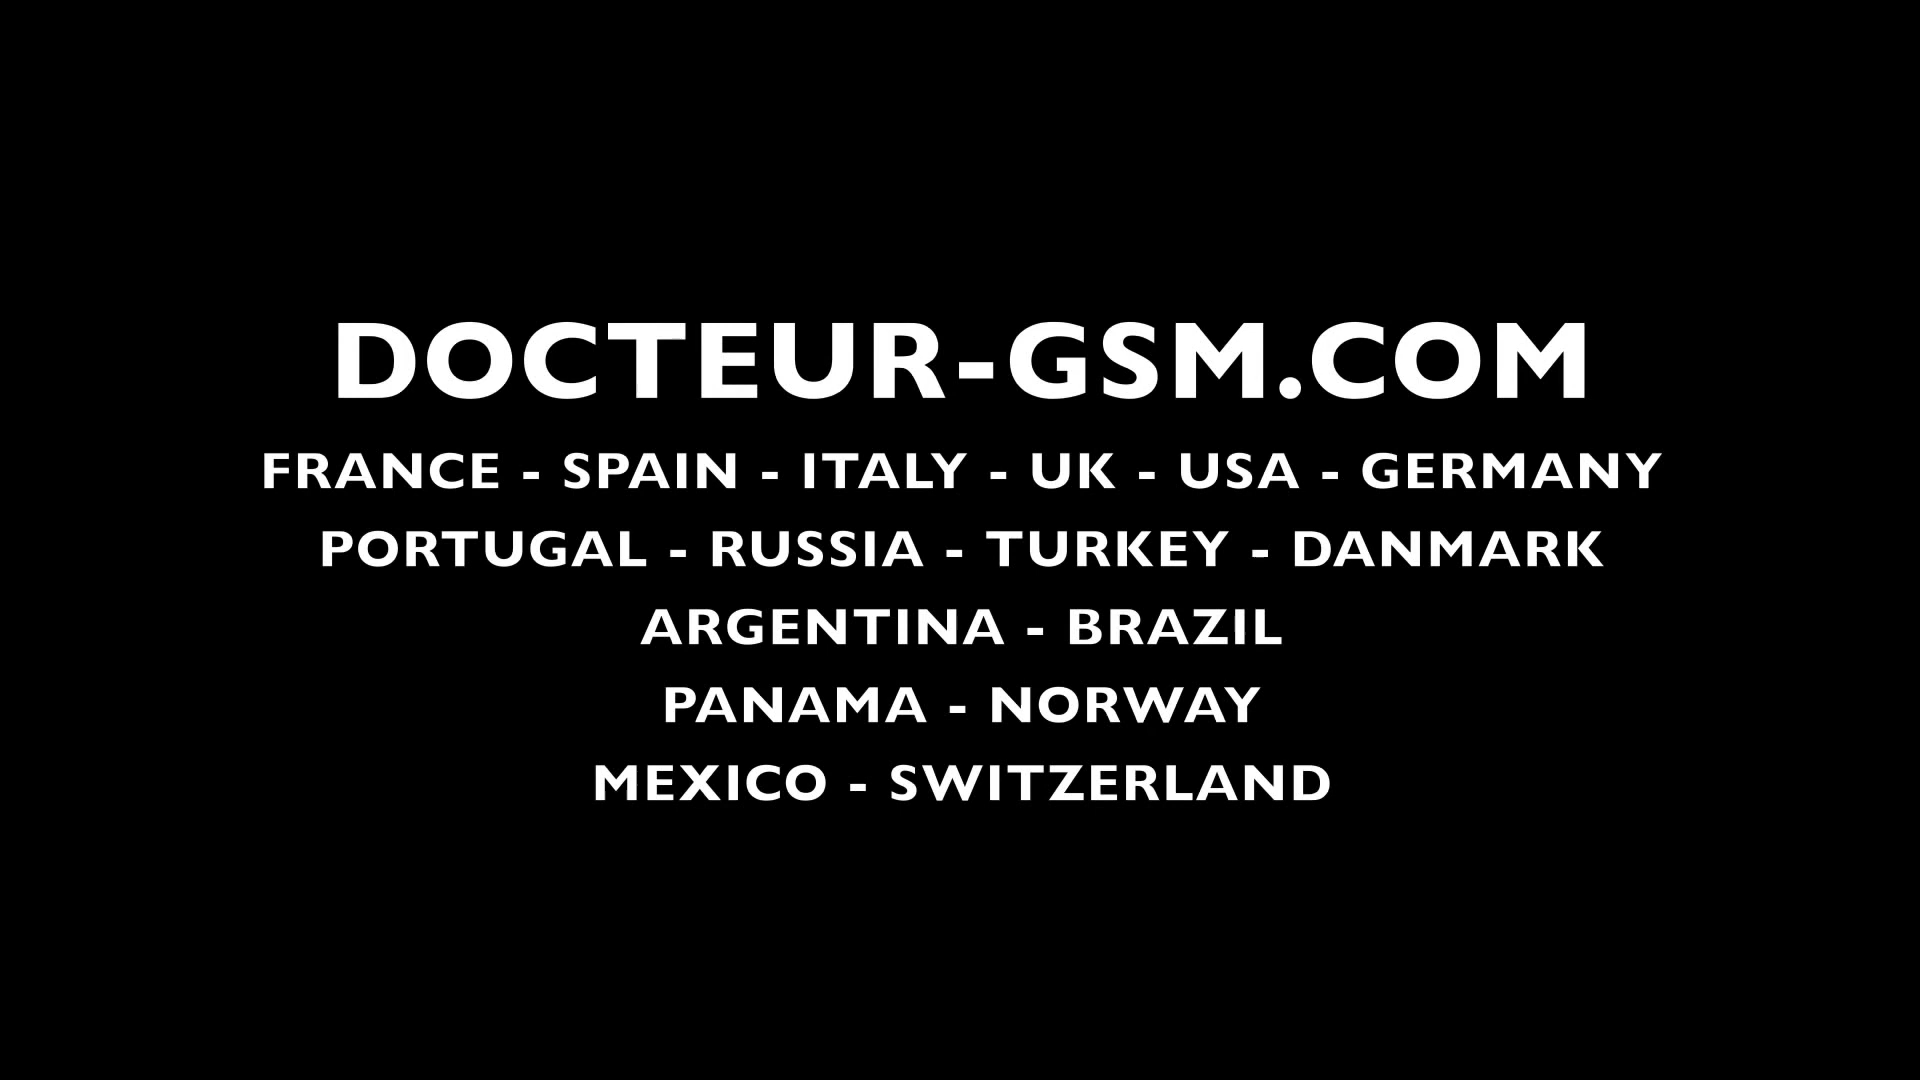 DOCTEUR-GSM.COM
FRANCE - SPAIN - ITALY - UK - USA - GERMANY
PORTUGAL - RUSSIA - TURKEY - DANMARK
ARGENTINA - BRAZIL
PANAMA - NORWAY
MEXICO - SWITZERLAND